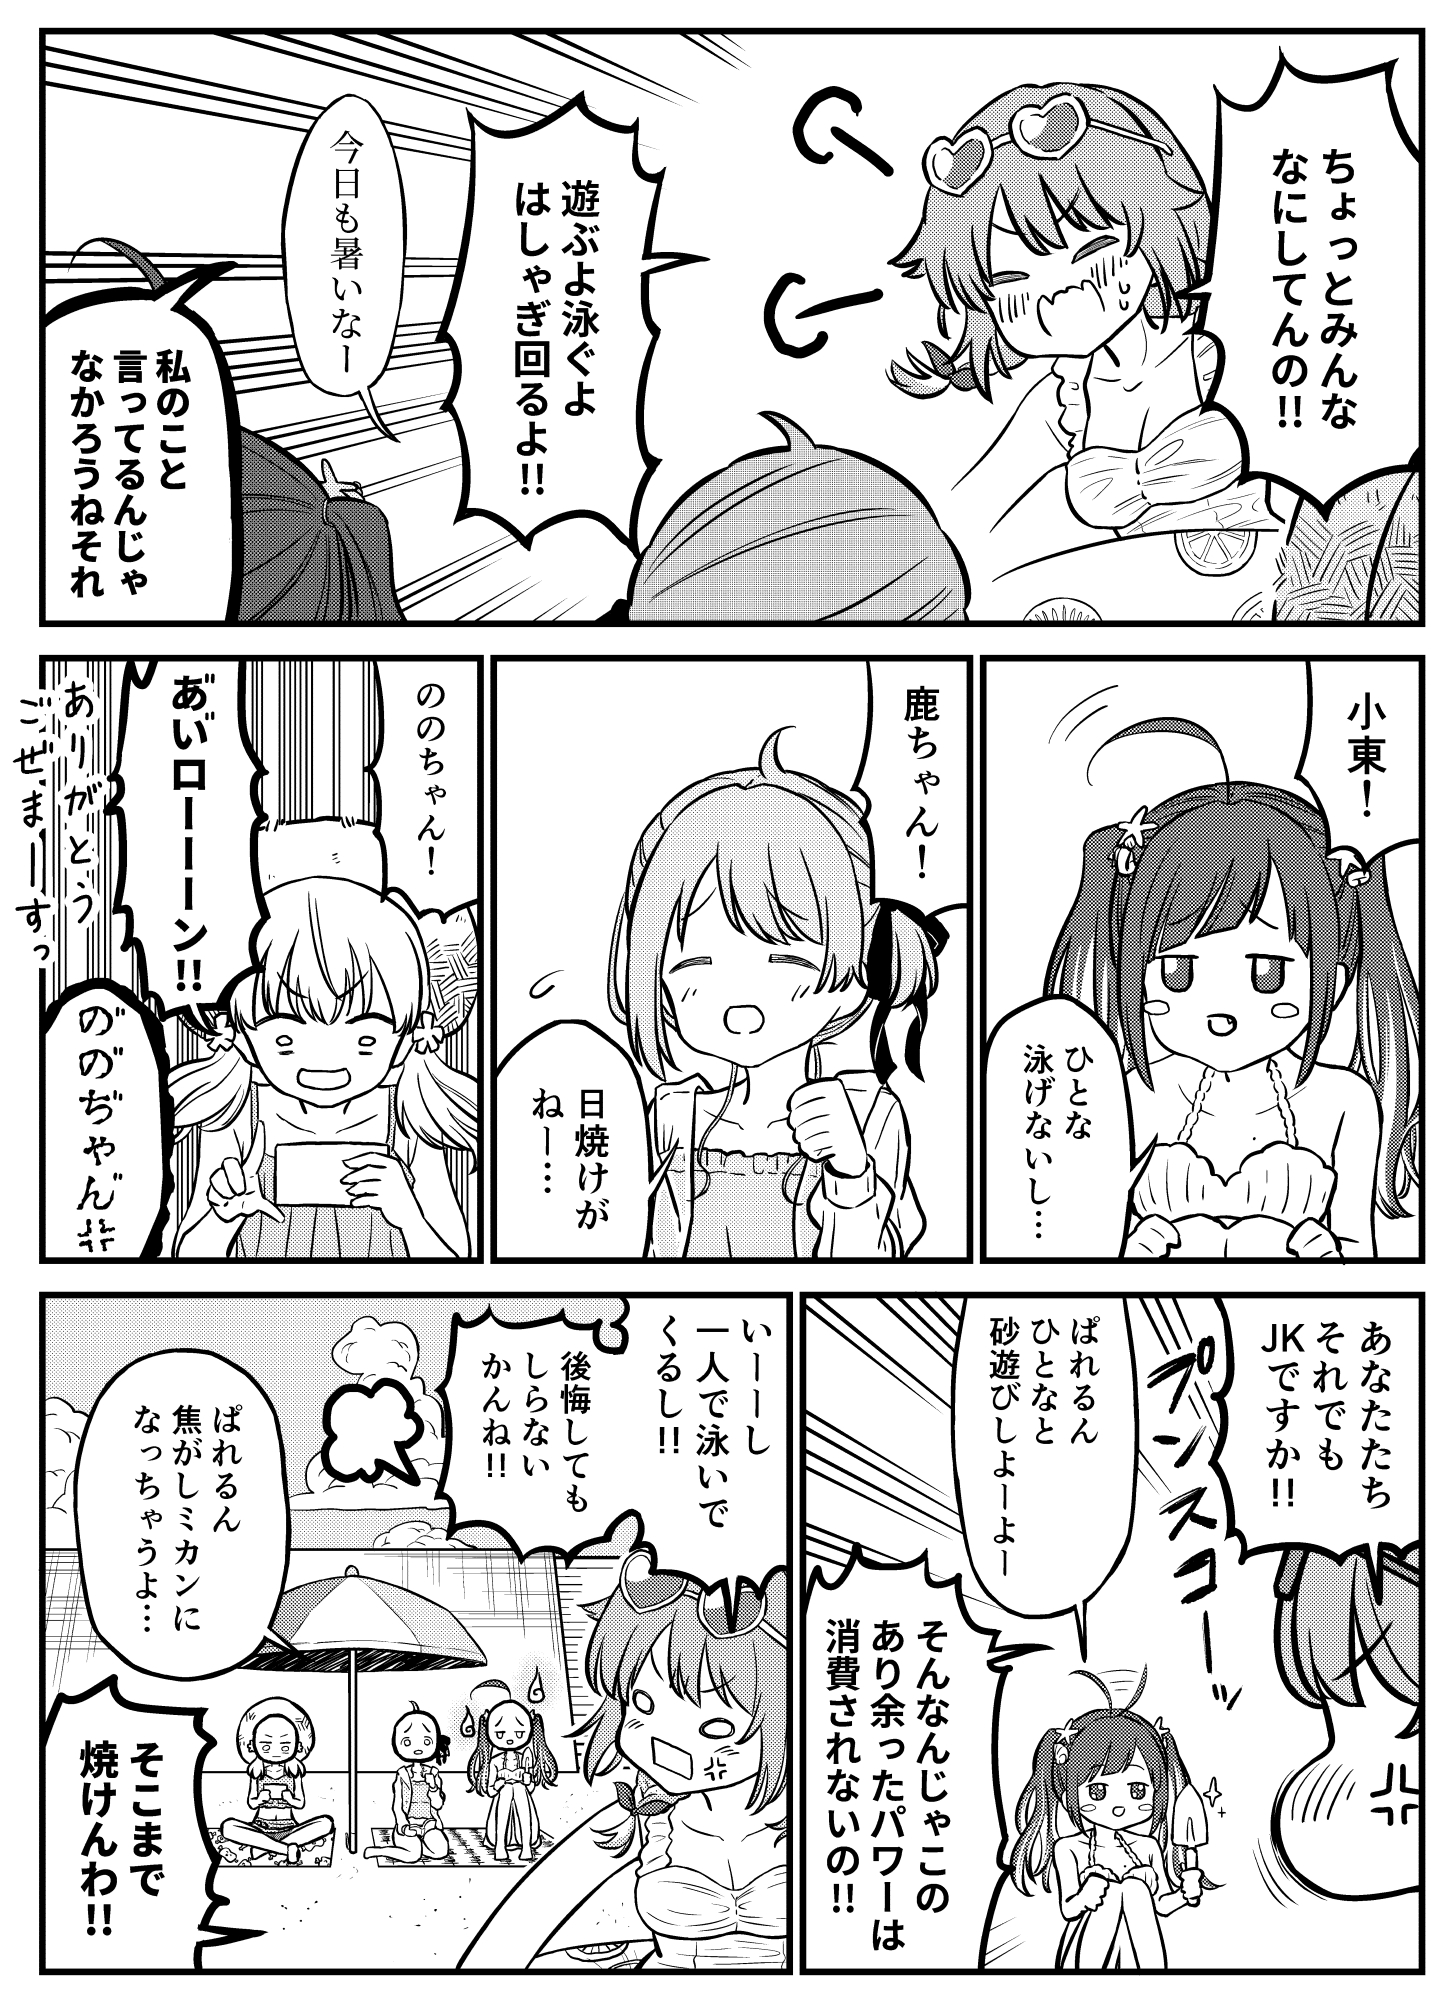 ちょっとみんな
なにしてんの!!
遊ぶよ泳ぐよ
はしゃぎ回るよ!!
今日も暑いなー
私のこと
言ってるんじゃ
なかろうねそれ
小東!
ひとな
泳げないし…
鹿ちゃん!
日焼けが
ねー…
ののちゃん!
あ゛い゛ローーーン!!
ありがとう
ごぜまーすっ
の゛の゛ぢゃん゛
あなたたち
それでも
JKですか!!
プンスコーッ
ぱれるん
ひとなと
砂遊びしよーよー
そんなんじゃこの
あり余ったパワーは
消費されないの!!
いーーし
一人で泳いで
くるし!!
後悔しても
しらない
かんね!!
ぱれるん
焦がしミカンに
なっちゃうよ…
そこまで
焼けんわ!!